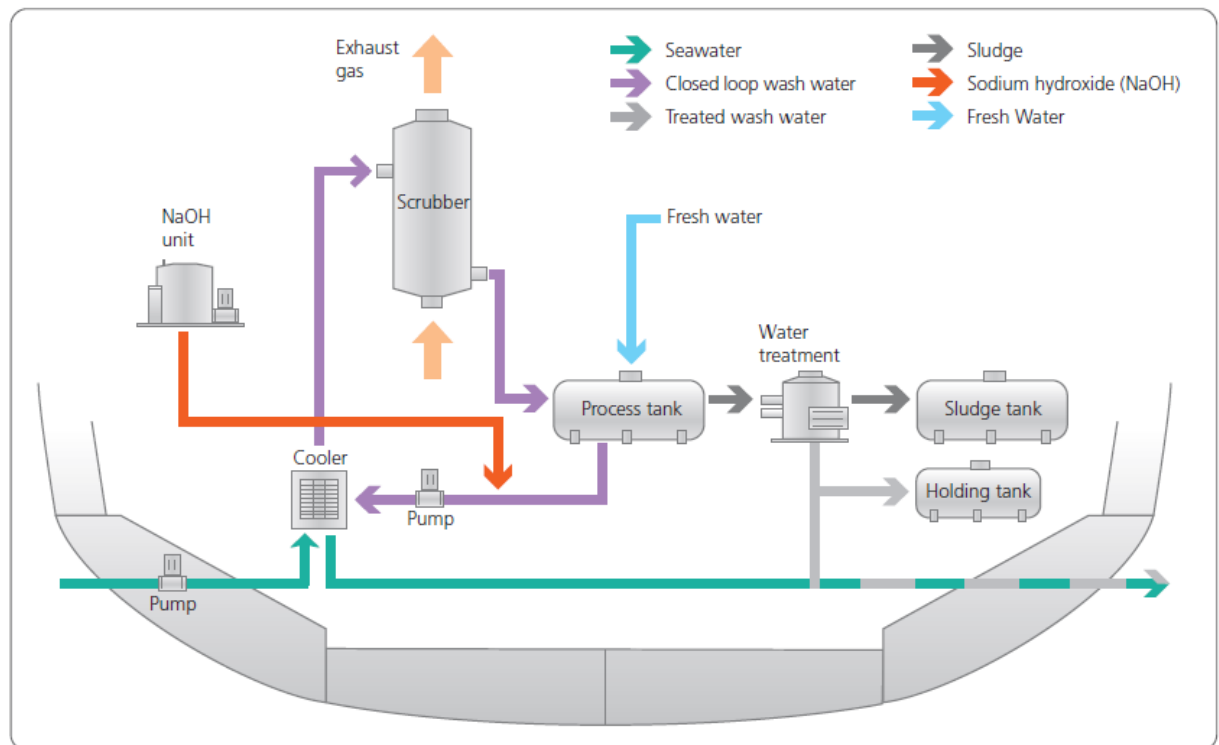 Exhaust
gas
Seawater
Closed loop wash water
Treated wash water
Sludge
Sodium hydroxide (NaOH)
Fresh Water
Scrubber
NaOH
unit
Fresh water
Water
treatment
Process tank
Sludge tank
Cooler
Holding tank
Pump
Pump